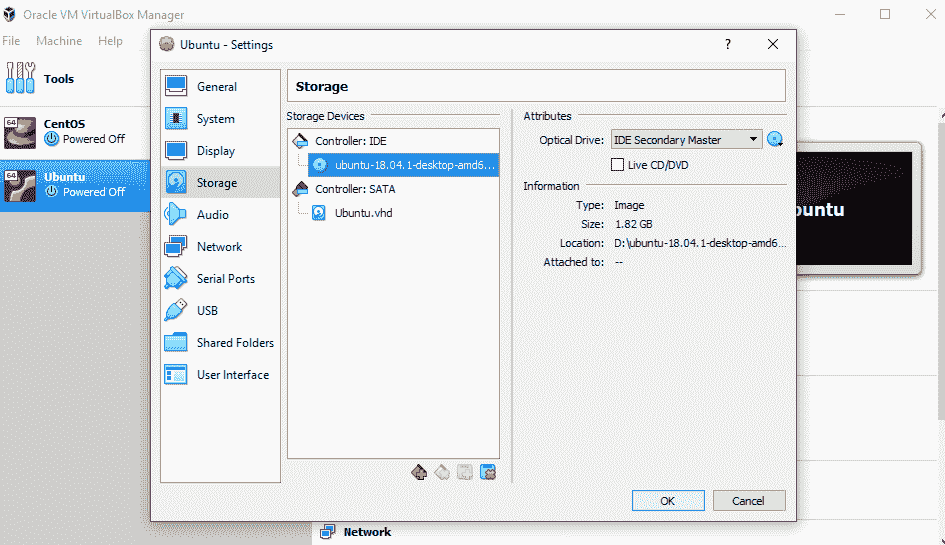 Oracle VM VirtualBox Manager
File Machine Help
Tools
64 CentOS
Powered Off
64 Ubuntu
Powered Off
Ubuntu - Settings
?
General
System
Display
Storage
Audio
Network
Serial Ports
USB
Shared Folders
User Interface
Storage
Storage Devices
Controller: IDE
ubuntu-18.04.1-desktop-amd6...
Controller: SATA
Ubuntu.vhd
Attributes
Optical Drive: IDE Secondary Master
Live CD/DVD
Information
Type: Image
Size: 1.82 GB
Location: D:\ubuntu-18.04.1-desktop-amd6...
Attached to: --
OK Cancel
buntu
Network